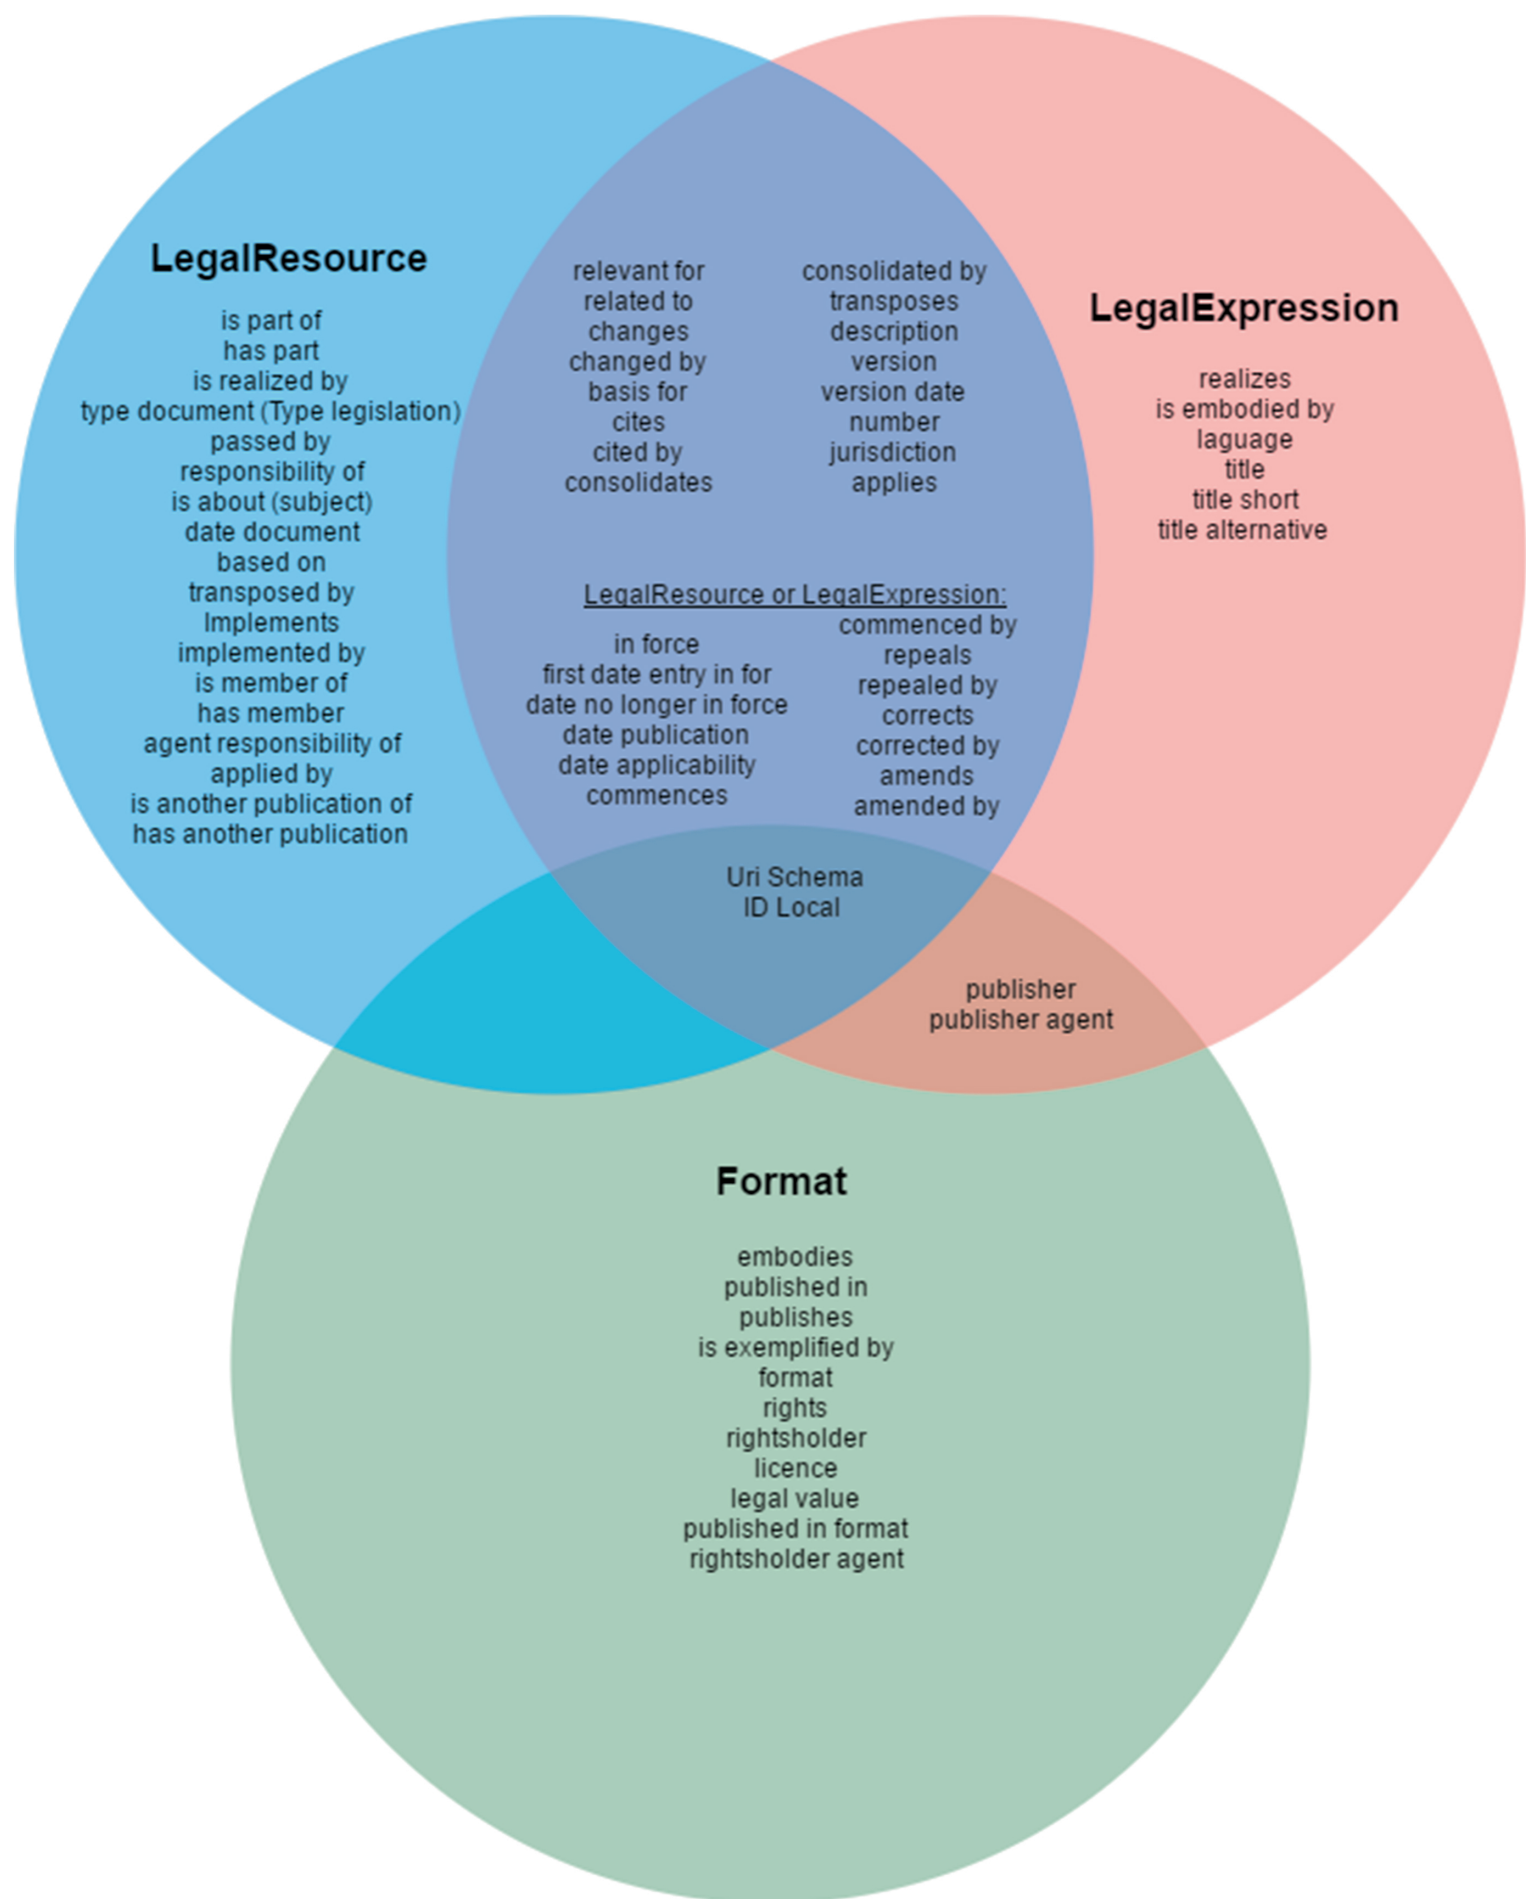 LegalResource
is part of
has part
is realized by
type document (Type legislation)
passed by
responsibility of
is about (subject)
date document
based on
transposed by
Implements
implemented by
is member of
has member
agent responsibility of
applied by
is another publication of
has another publication
relevant for
related to
changes
changed by
basis for
cites
cited by
consolidates
consolidated by
transposes
description
version
version date
number
jurisdiction
applies
LegalResource or LegalExpression:
in force
first date entry in for
date no longer in force
date publication
date applicability
commences
commenced by
repeals
repealed by
corrects
corrected by
amends
amended by
LegalExpression
realizes
is embodied by
laguage
title
title short
title alternative
Uri Schema
ID Local
publisher
publisher agent
Format
embodies
published in
publishes
is exemplified by
format
rights
rightsholder
licence
legal value
published in format
rightsholder agent